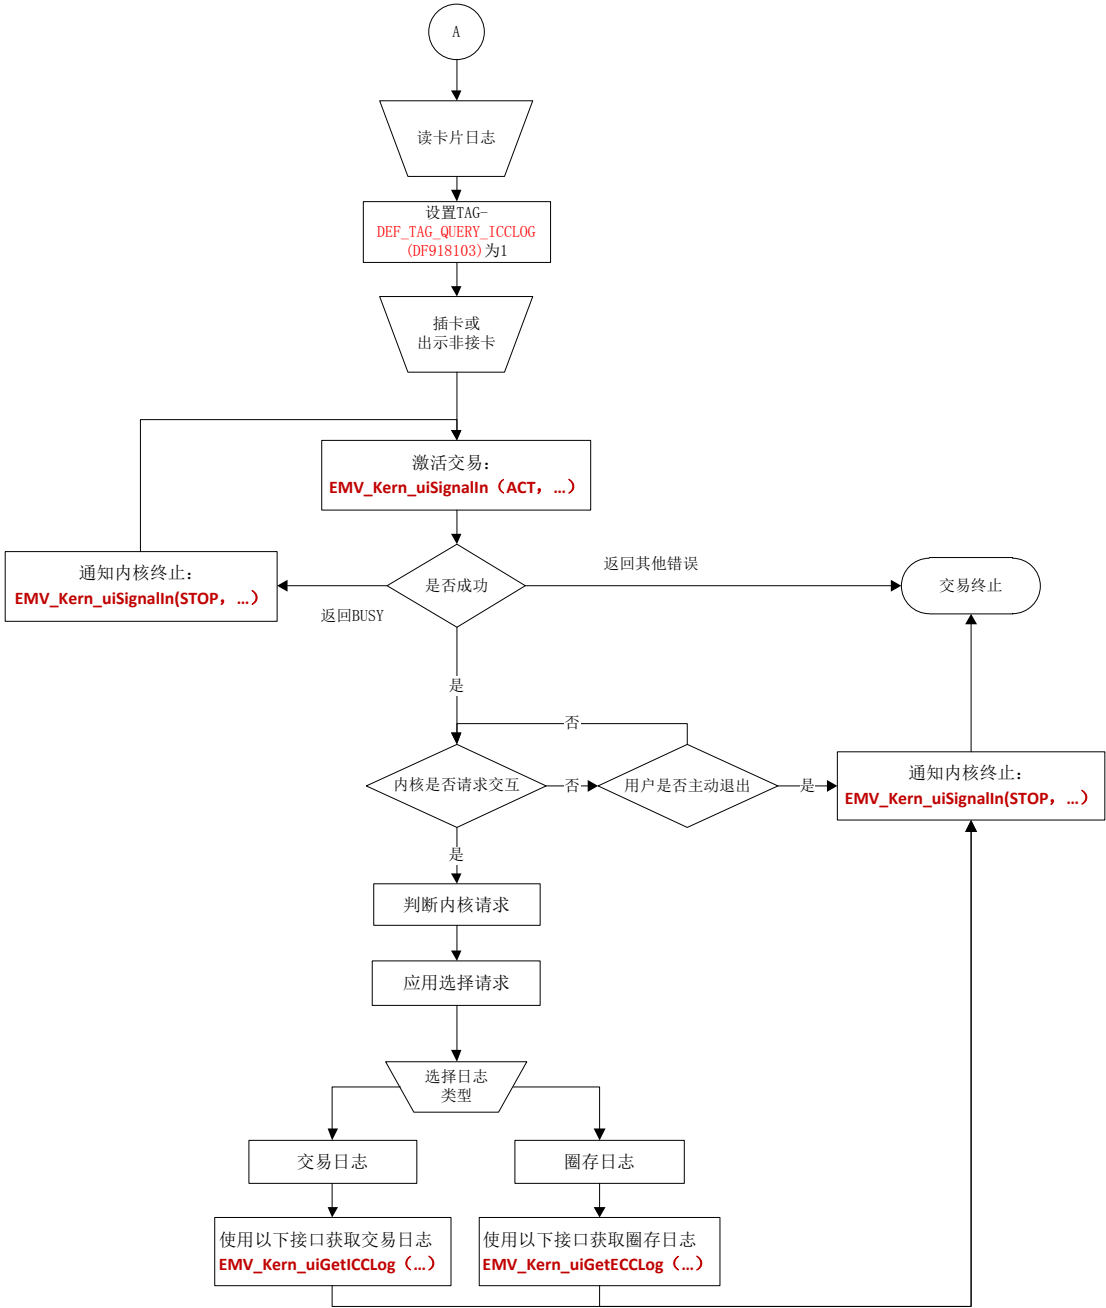 A
读卡片日志
设置TAG-
DEF_TAG_QUERY_ICCLOG
(DF918103)为1
插卡或
出示非接卡
激活交易：
EMV_Kern_uiSignalIn（ACT，…）
返回其他错误
通知内核终止：
EMV_Kern_uiSignalIn(STOP，…）
是否成功
交易终止
返回BUSY
是
否
内核是否请求交互
否
用户是否主动退出
是
通知内核终止：
EMV_Kern_uiSignalIn(STOP，…）
是
判断内核请求
应用选择请求
选择日志
类型
交易日志
圈存日志
使用以下接口获取交易日志
EMV_Kern_uiGetICCLog（…）
使用以下接口获取圈存日志
EMV_Kern_uiGetECCLog（…）